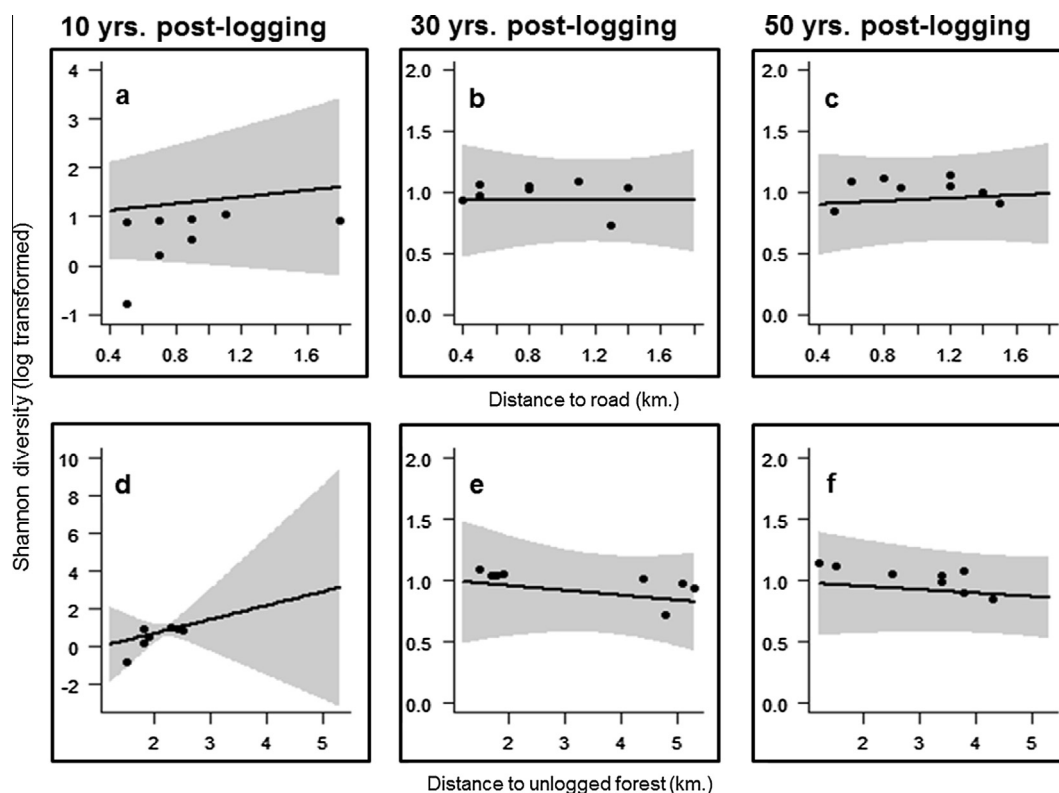 10 yrs. post-logging
30 yrs. post-logging
50 yrs. post-logging
Shannon diversity (log transformed)
a
4
3
2
1
0
-1
0.4 0.8 1.2 1.6
b
2.0
1.5
1.0
0.5
0.0
0.4 0.8 1.2 1.6
c
2.0
1.5
1.0
0.5
0.0
0.4 0.8 1.2 1.6
Distance to road (km.)
d
10
8
6
4
2
0
-2
2 3 4 5
e
2.0
1.5
1.0
0.5
0.0
2 3 4 5
f
2.0
1.5
1.0
0.5
0.0
2 3 4 5
Distance to unlogged forest (km.)